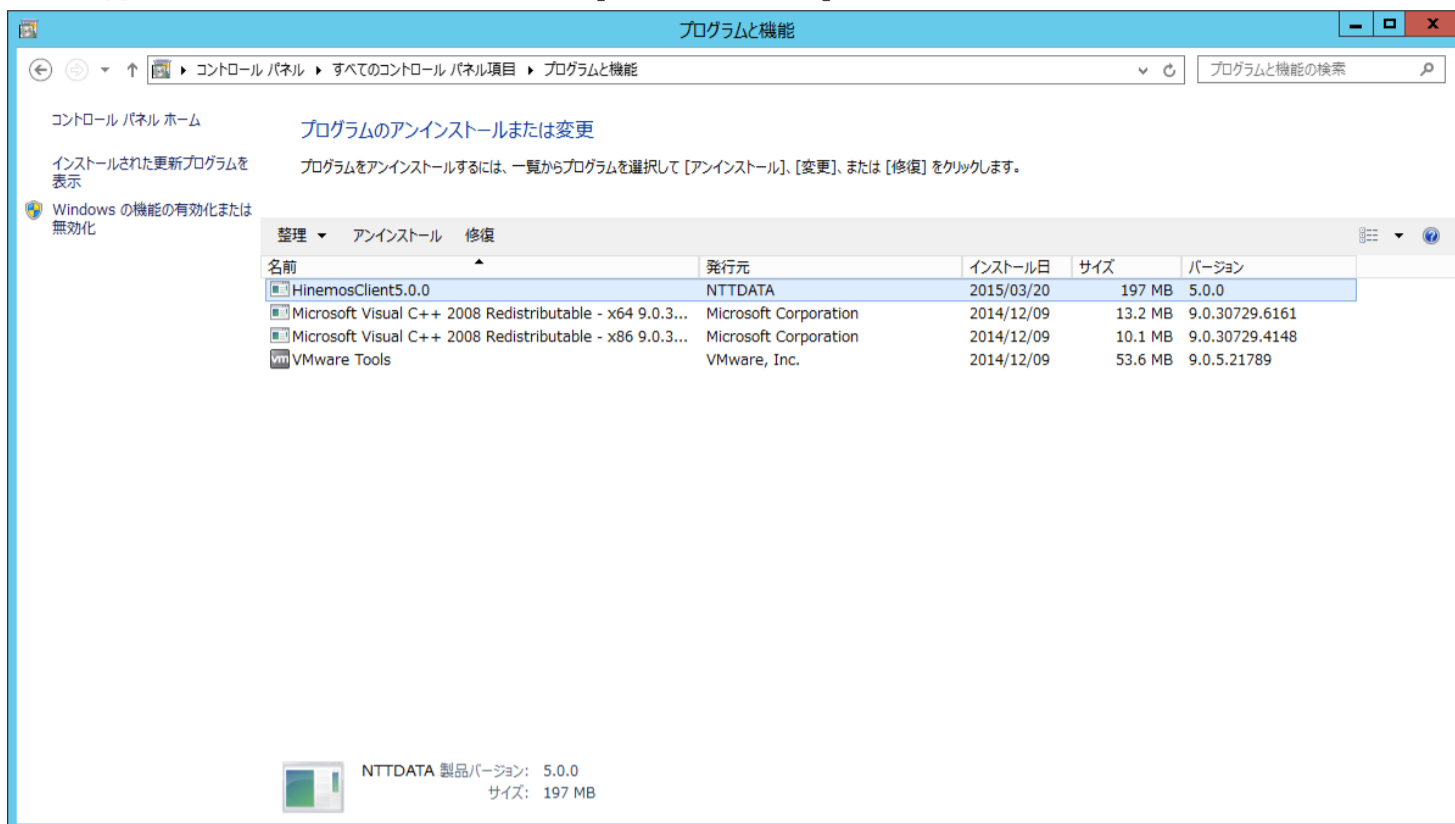 プログラムと機能
コントロール パネル ▸ すべてのコントロール パネル項目 ▸ プログラムと機能
プログラムと機能の検索
コントロール パネル ホーム
インストールされた更新プログラムを
表示
Windows の機能の有効化または
無効化
プログラムのアンインストールまたは変更
プログラムをアンインストールするには、一覧からプログラムを選択して [アンインストール]、[変更]、または [修復] をクリックします。
整理 アンインストール 修復
名前 発行元 インストール日 サイズ バージョン
HinemosClient5.0.0 NTTDATA 2015/03/20 197 MB 5.0.0
Microsoft Visual C++ 2008 Redistributable - x64 9.0.3... Microsoft Corporation 2014/12/09 13.2 MB 9.0.30729.6161
Microsoft Visual C++ 2008 Redistributable - x86 9.0.3... Microsoft Corporation 2014/12/09 10.1 MB 9.0.30729.4148
VMware Tools VMware, Inc. 2014/12/09 53.6 MB 9.0.5.21789
NTTDATA 製品バージョン: 5.0.0
サイズ: 197 MB